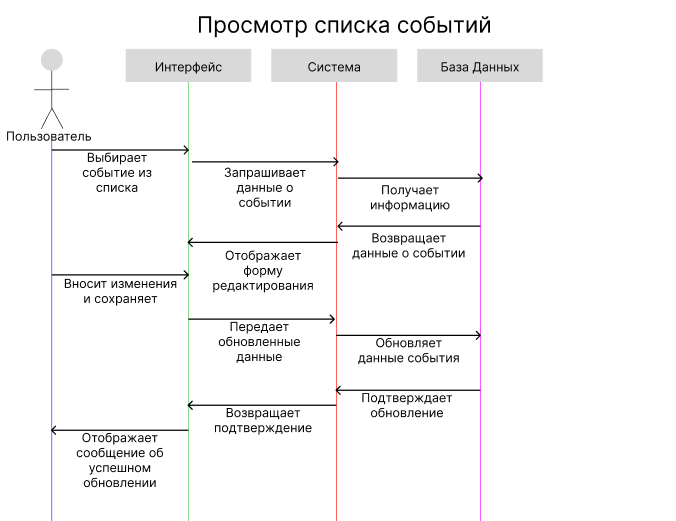 Просмотр списка событий
Интерфейс
Система
База Данных
Пользователь
Выбирает
событие из
списка
Запрашивает
данные о
событии
Получает
информацию
Возвращает
данные о событии
Отображает
форму
редактирования
Вносит изменения
и сохраняет
Передает
обновленные
данные
Обновляет
данные события
Подтверждает
обновление
Возвращает
подтверждение
Отображает
сообщение об
успешном
обновлении